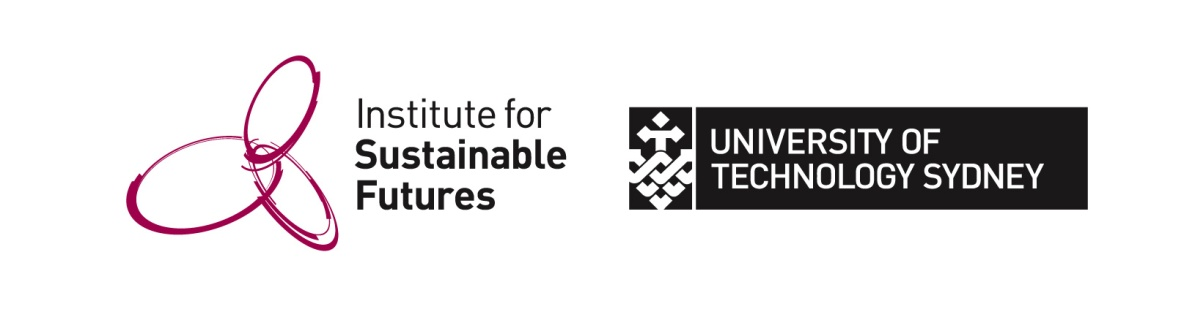 Institute for
Sustainable
Futures
UNIVERSITY OF
TECHNOLOGY SYDNEY